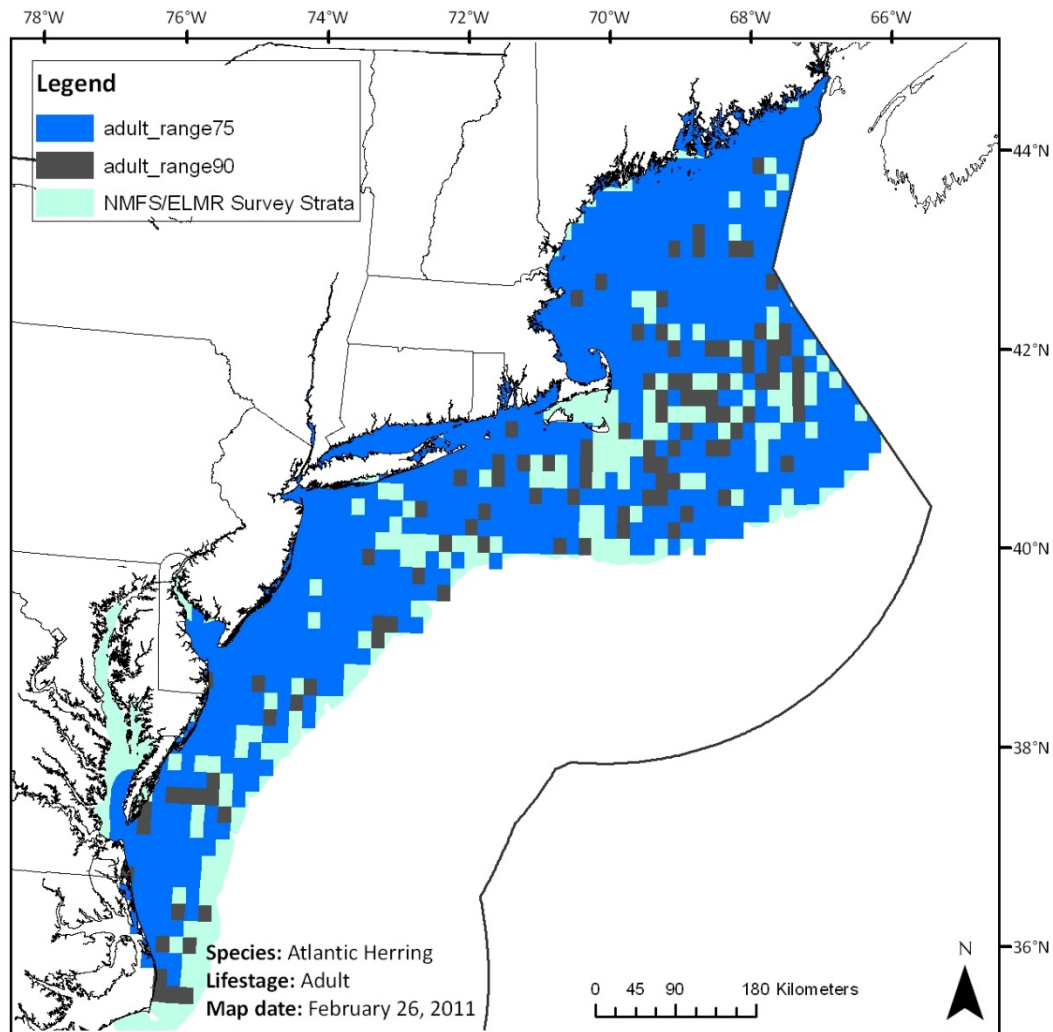 78°W 76°W 74°W 72°W 70°W 68°W 66°W
Legend
adult_range75
adult_range90
NMFS/ELMR Survey Strata
44°N
42°N
40°N
38°N
36°N
Species: Atlantic Herring
Lifestage: Adult
Map date: February 26, 2011
0 45 90 180 Kilometers
N